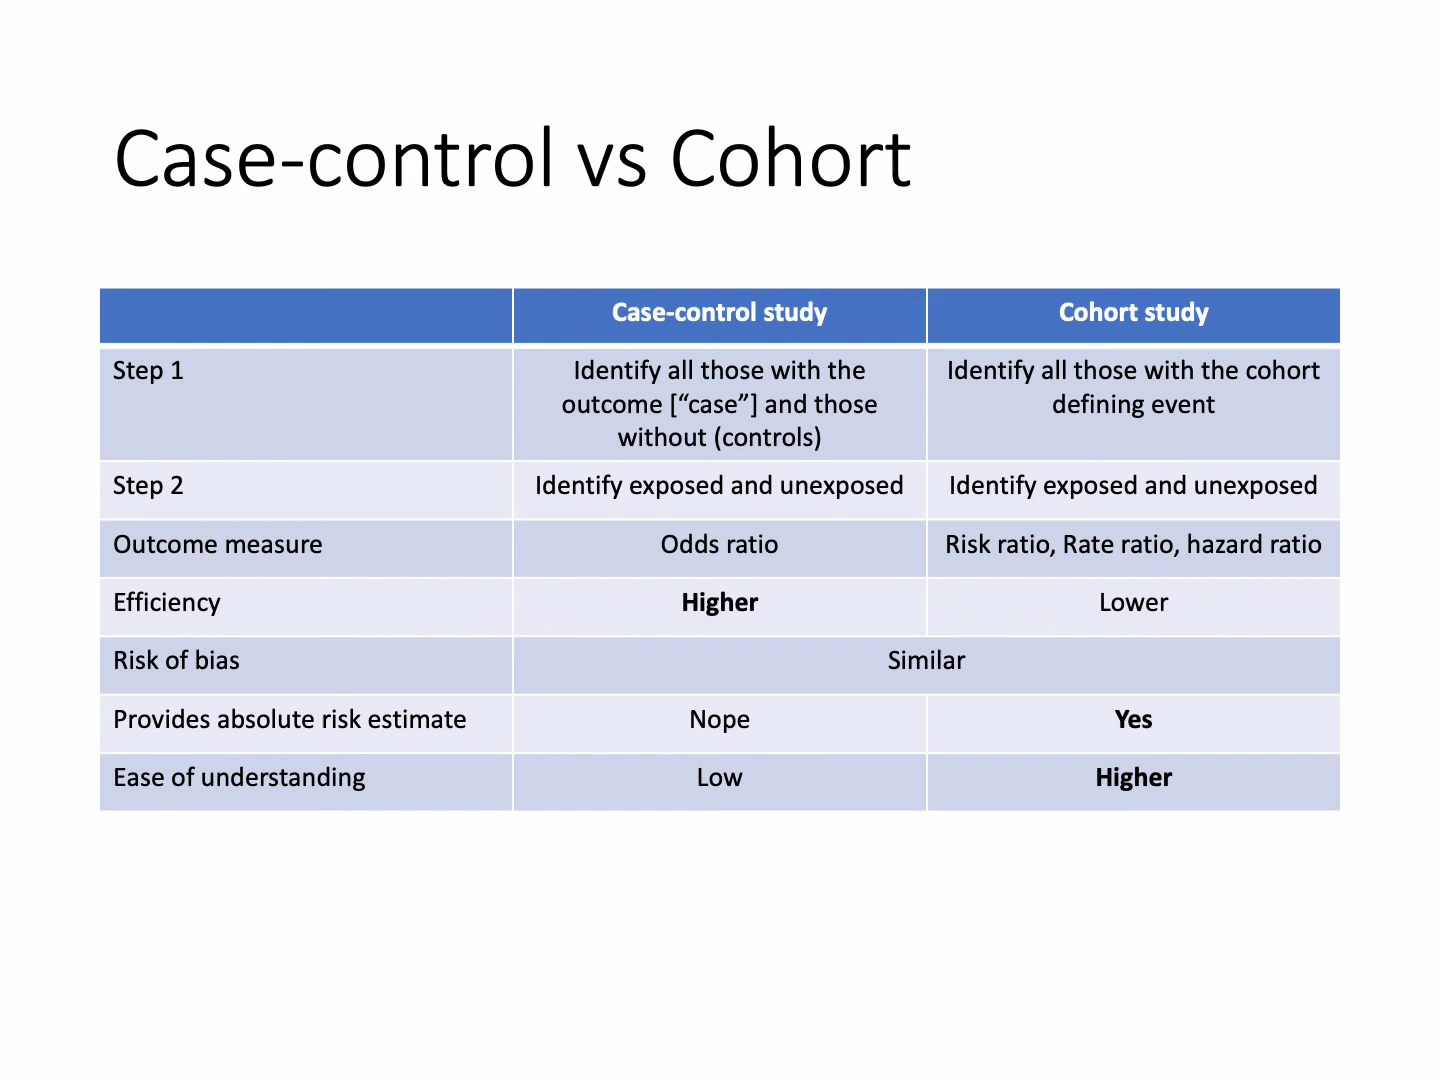 Case-control vs Cohort
Case-control study
Cohort study
Step 1
Identify all those with the
outcome [“case”] and those
without (controls)
Identify all those with the cohort
defining event
Step 2
Identify exposed and unexposed
Identify exposed and unexposed
Outcome measure
Odds ratio
Risk ratio, Rate ratio, hazard ratio
Efficiency
Higher
Lower
Risk of bias
Similar
Provides absolute risk estimate
Nope
Yes
Ease of understanding
Low
Higher